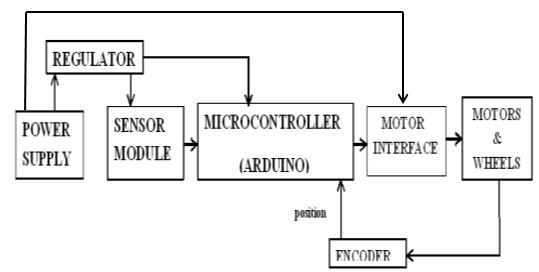 REGULATOR
POWER
SUPPLY
SENSOR
MODULE
MICROCONTROLLER
(ARDUINO)
MOTOR
INTERFACE
MOTORS
&
WHEELS
position
ENCODER